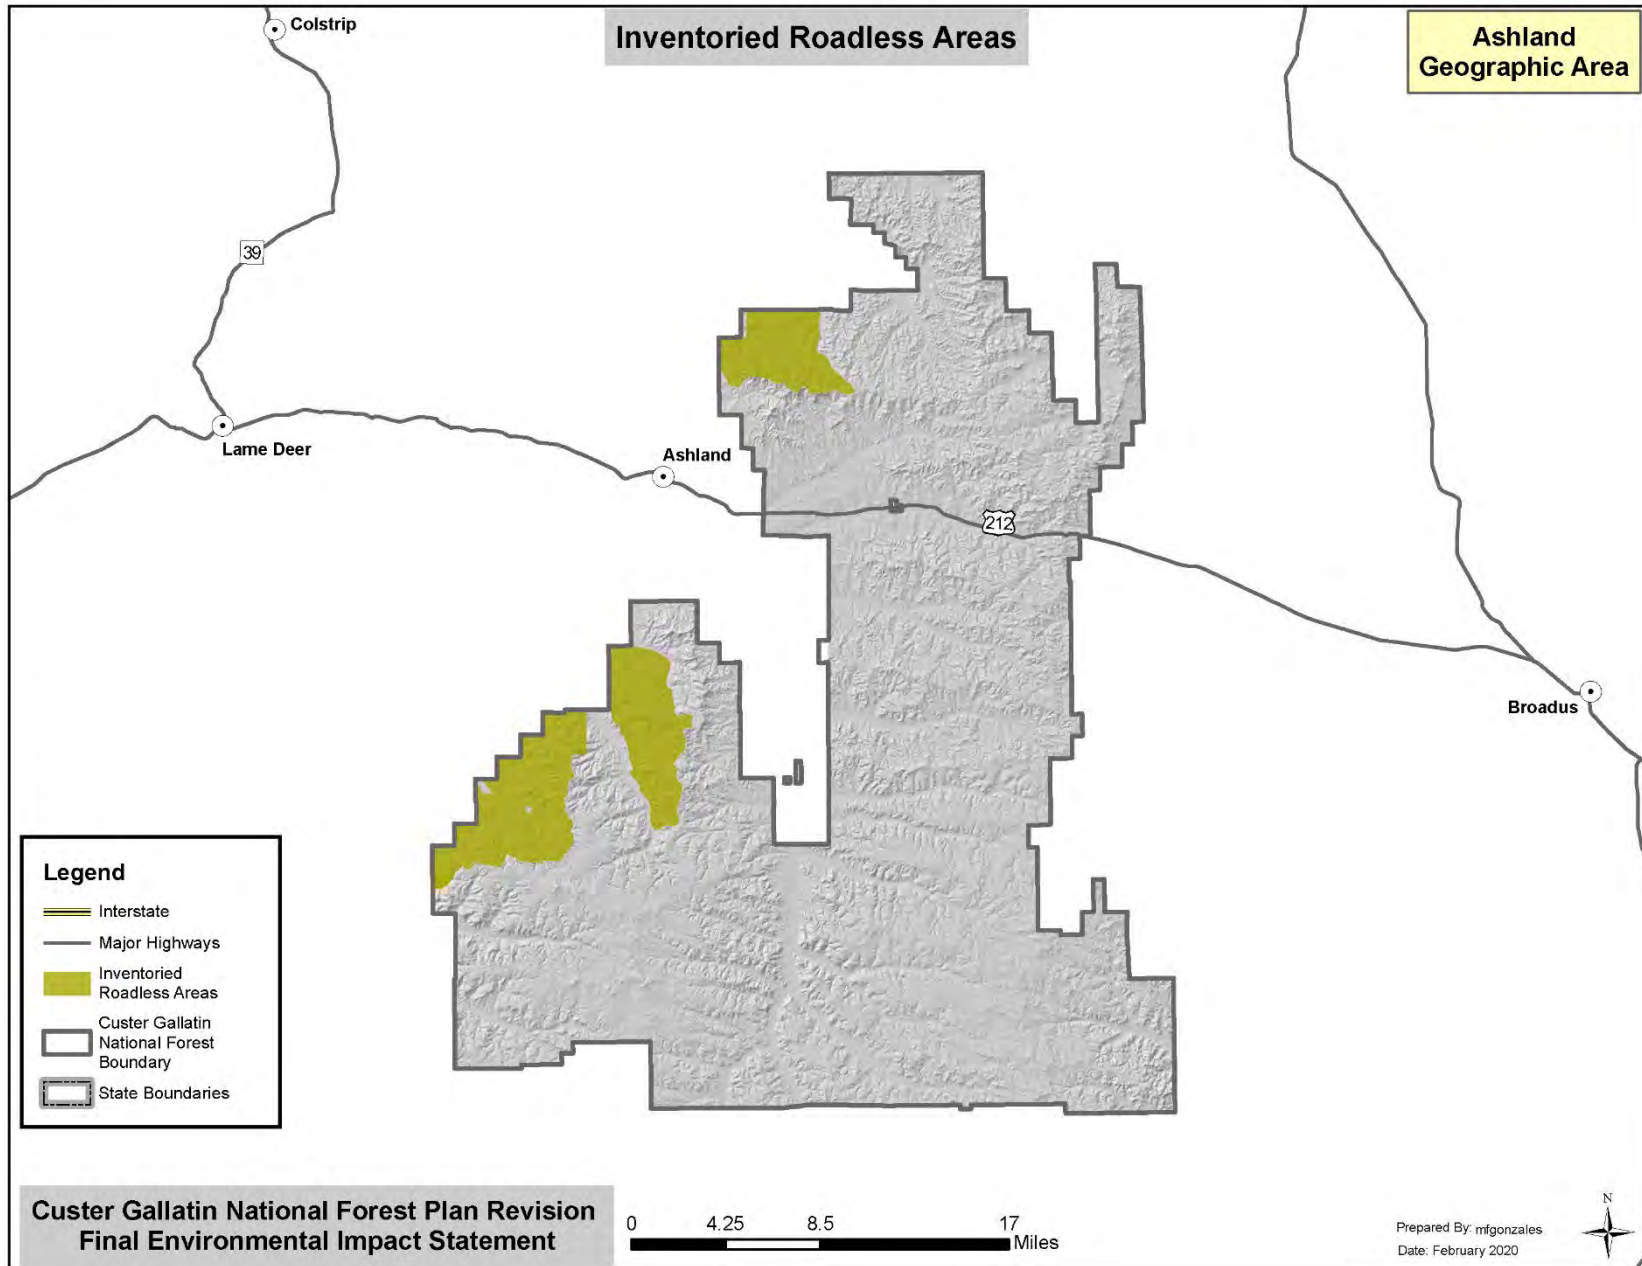 Inventoried Roadless Areas
Ashland
Geographic Area
Colstrip
39
Lame Deer
Ashland
212
Broadus
Legend
Interstate
Major Highways
Inventoried
Roadless Areas
Custer Gallatin
National Forest
Boundary
State Boundaries
Custer Gallatin National Forest Plan Revision
Final Environmental Impact Statement
0 4.25 8.5 17
Miles
N
Prepared By: mfgonzales
Date: February 2020